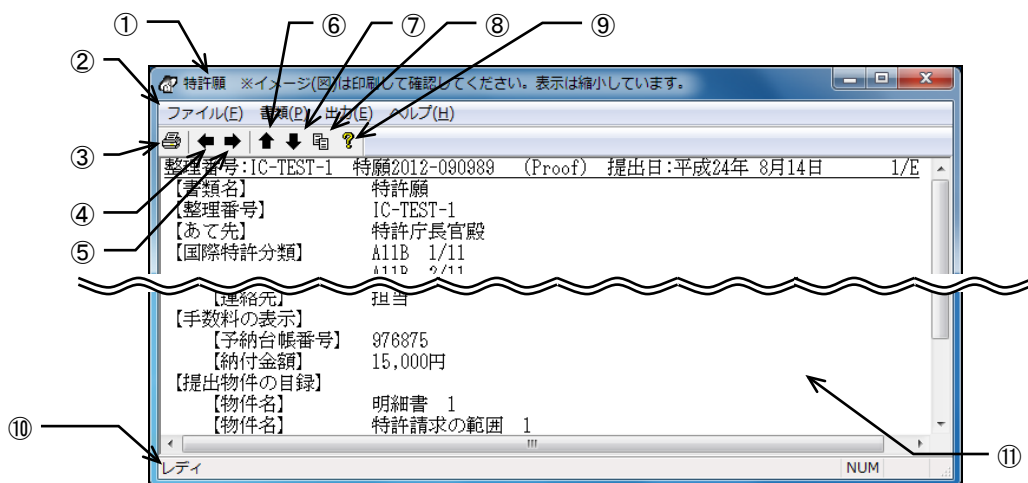 ① ⑥ ⑦ ⑧ ⑨
②
特許願 ※イメージ(図)は印刷して確認してください。表示は縮小しています。
ファイル(F) 書類(P) 出力(E) ヘルプ(H)
③
整理番号:IC-TEST-1 特願2012-090989 (Proof) 提出日:平成24年 8月14日 1/E
【書類名】 特許願
【整理番号】 IC-TEST-1
④
【あて先】 特許庁長官殿
⑤
【国際特許分類】 A11B 1/11
A11B 2/11
【連絡先】 担当
【手数料の表示】
【予納台帳番号】 976875
【納付金額】 15,000円
【提出物件の目録】
【物件名】 明細書 1
【物件名】 特許請求の範囲 1
⑩
⑪
レディ NUM